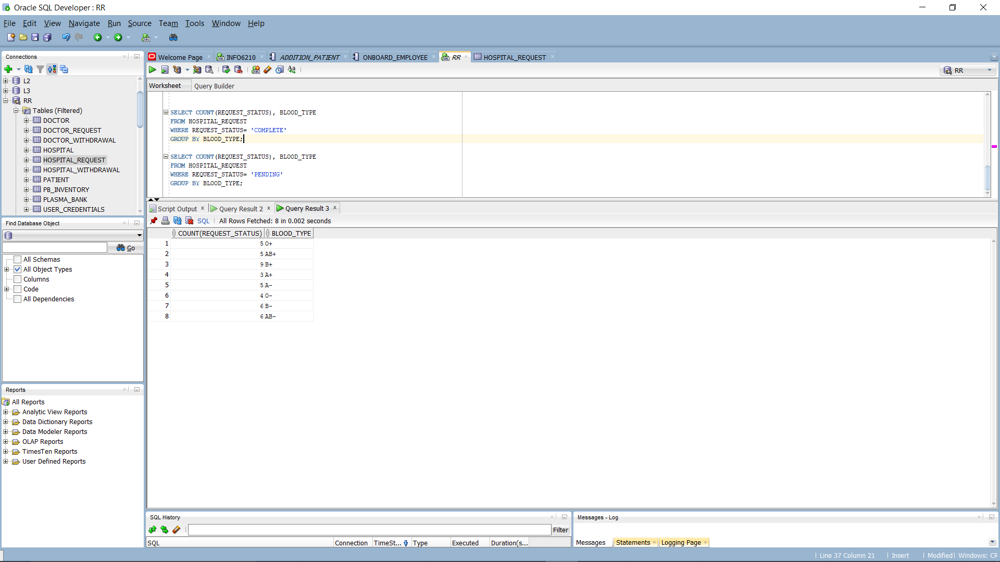 Oracle SQL Developer : RR
File Edit View Navigate Run Source Team Tools Window Help
Connections
L2
L3
RR
Tables (Filtered)
DOCTOR
DOCTOR_REQUEST
DOCTOR_WITHDRAWAL
HOSPITAL
HOSPITAL_REQUEST
HOSPITAL_WITHDRAWAL
PATIENT
PB_INVENTORY
PLASMA_BANK
USER_CREDENTIALS
Find Database Object
Go
All Schemas
All Object Types
Columns
Code
All Dependencies
Reports
All Reports
Analytic View Reports
Data Dictionary Reports
Data Modeler Reports
OLAP Reports
TimesTen Reports
User Defined Reports
Welcome Page INFO6210 ADDITION_PATIENT ONBOARD_EMPLOYEE RR HOSPITAL_REQUEST
RR
Worksheet Query Builder
SELECT COUNT(REQUEST_STATUS), BLOOD_TYPE
FROM HOSPITAL_REQUEST
WHERE REQUEST_STATUS= 'COMPLETE'
GROUP BY BLOOD_TYPE;
SELECT COUNT(REQUEST_STATUS), BLOOD_TYPE
FROM HOSPITAL_REQUEST
WHERE REQUEST_STATUS= 'PENDING'
GROUP BY BLOOD_TYPE;
Script Output Query Result 2 Query Result 3
SQL All Rows Fetched: 8 in 0.002 seconds
COUNT(REQUEST_STATUS) BLOOD_TYPE
1 5 O+
2 5 AB+
3 9 B+
4 3 A+
5 5 A-
6 4 O-
7 6 B-
8 6 AB-
SQL History
Filter
SQL Connection TimeSt... Type Executed Duration(s...
Messages - Log
Messages Statements Logging Page
Line 37 Column 21 Insert Modified Windows: CR